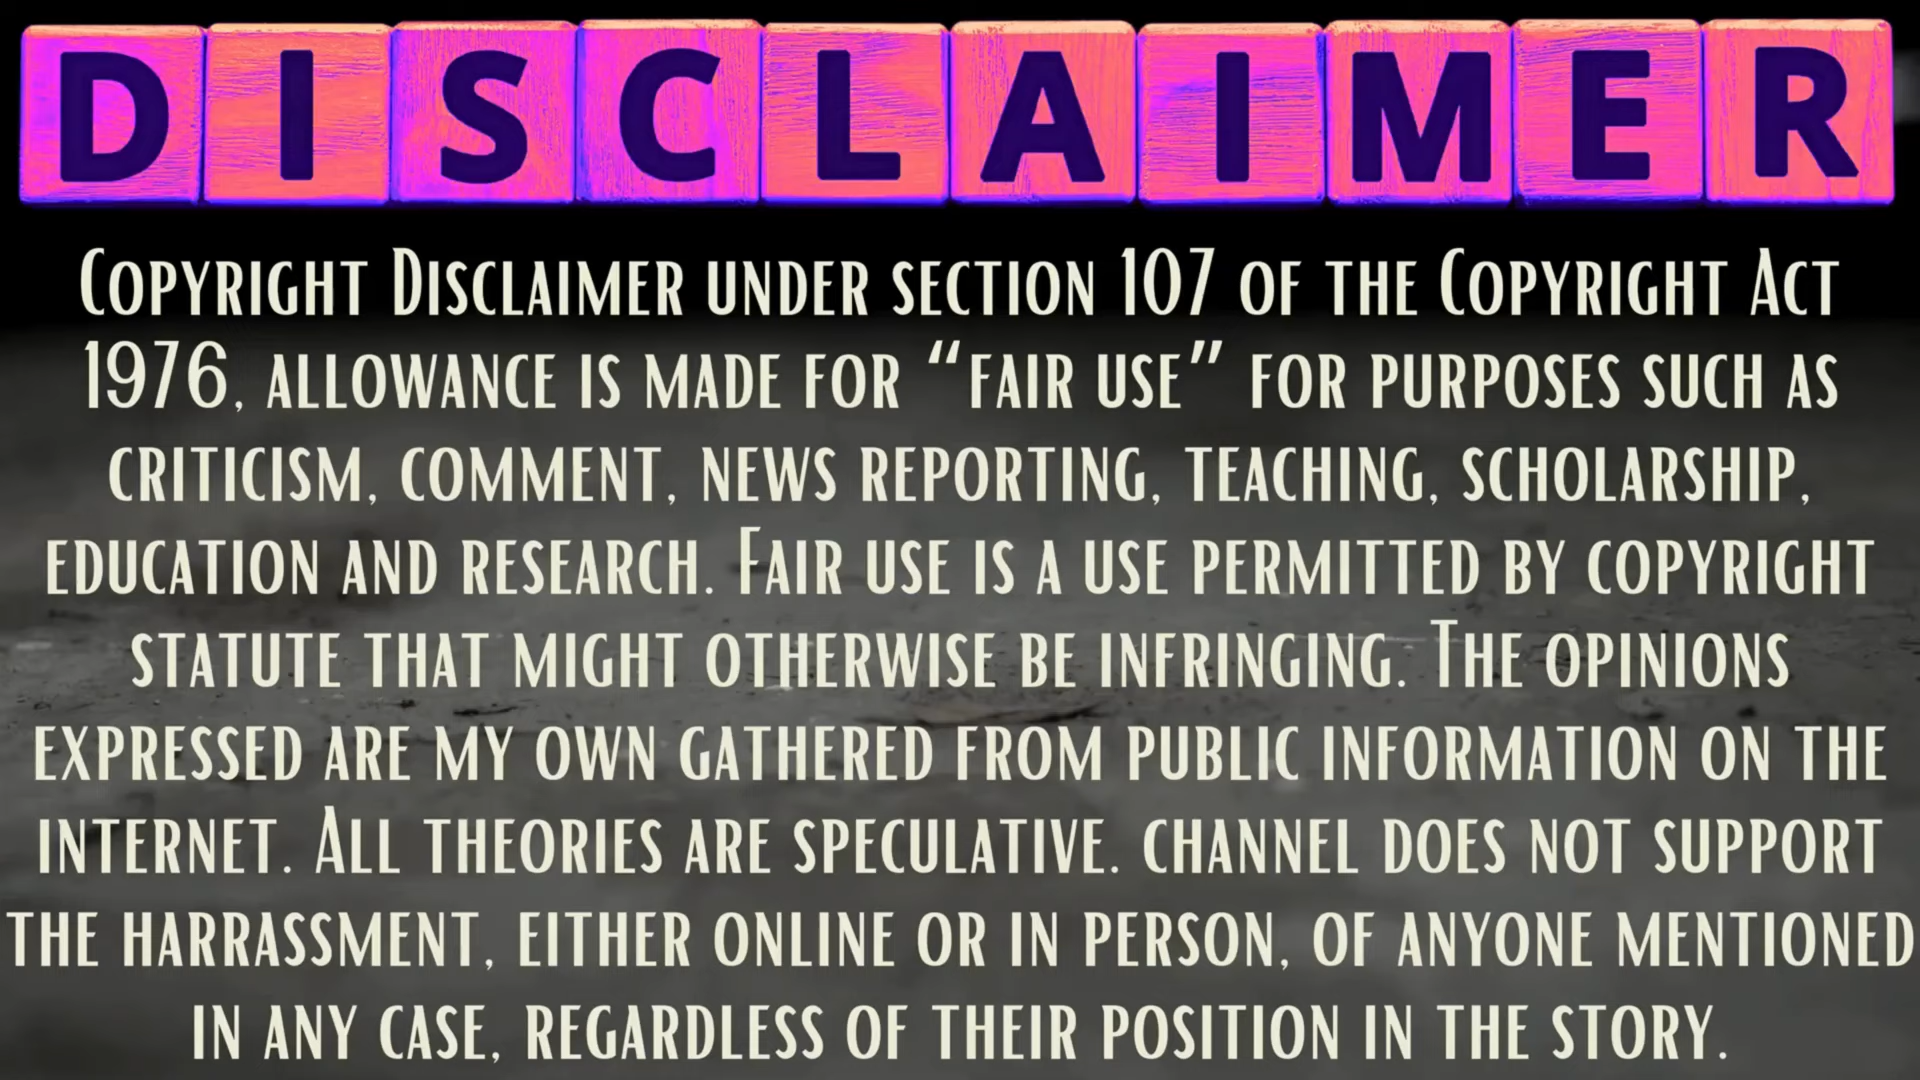 DISCLAIMER
Copyright Disclaimer under section 107 of the Copyright Act
1976, allowance is made for “fair use” for purposes such as
criticism, comment, news reporting, teaching, scholarship,
education and research. Fair use is a use permitted by copyright
statute that might otherwise be infringing. The opinions
expressed are my own gathered from public information on the
internet. All theories are speculative. channel does not support
the harrassment, either online or in person, of anyone mentioned
in any case, regardless of their position in the story.